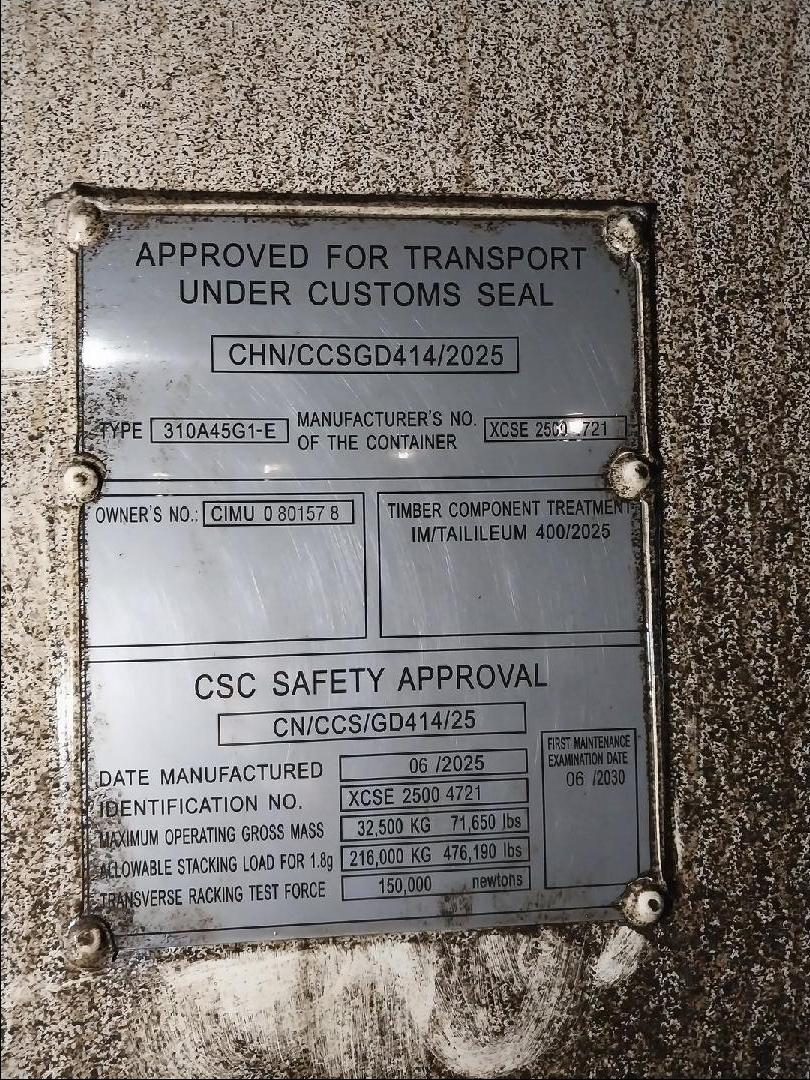 APPROVED FOR TRANSPORT
UNDER CUSTOMS SEAL
CHN/CCSGD414/2025
TYPE 310A45G1-E MANUFACTURER'S NO. OF THE CONTAINER XCSE 2500 4721
OWNER'S NO.: CIMU 080157 8
TIMBER COMPONENT TREATMENT
IM/TAILILEUM 400/2025
CSC SAFETY APPROVAL
CN/CCS/GD414/25
DATE MANUFACTURED 06 /2025
IDENTIFICATION NO. XCSE 2500 4721
MAXIMUM OPERATING GROSS MASS 32,500 KG 71,650 lbs
ALLOWABLE STACKING LOAD FOR 1.8g 216,000 KG 476,190 lbs
TRANSVERSE RACKING TEST FORCE 150,000 newtons
FIRST MAINTENANCE
EXAMINATION DATE
06 /2030